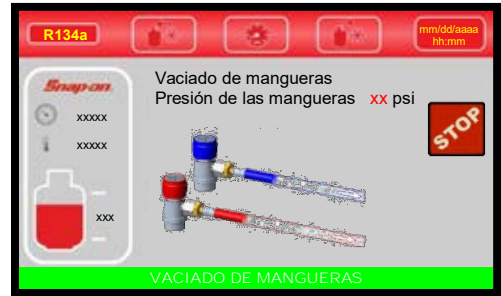 R134a
mm/dd/aaaa
hh:mm
Snap-on
xxxxx
xxxxx
xxx
Vaciado de mangueras
Presión de las mangueras xx psi
STOP
VACIADO DE MANGUERAS